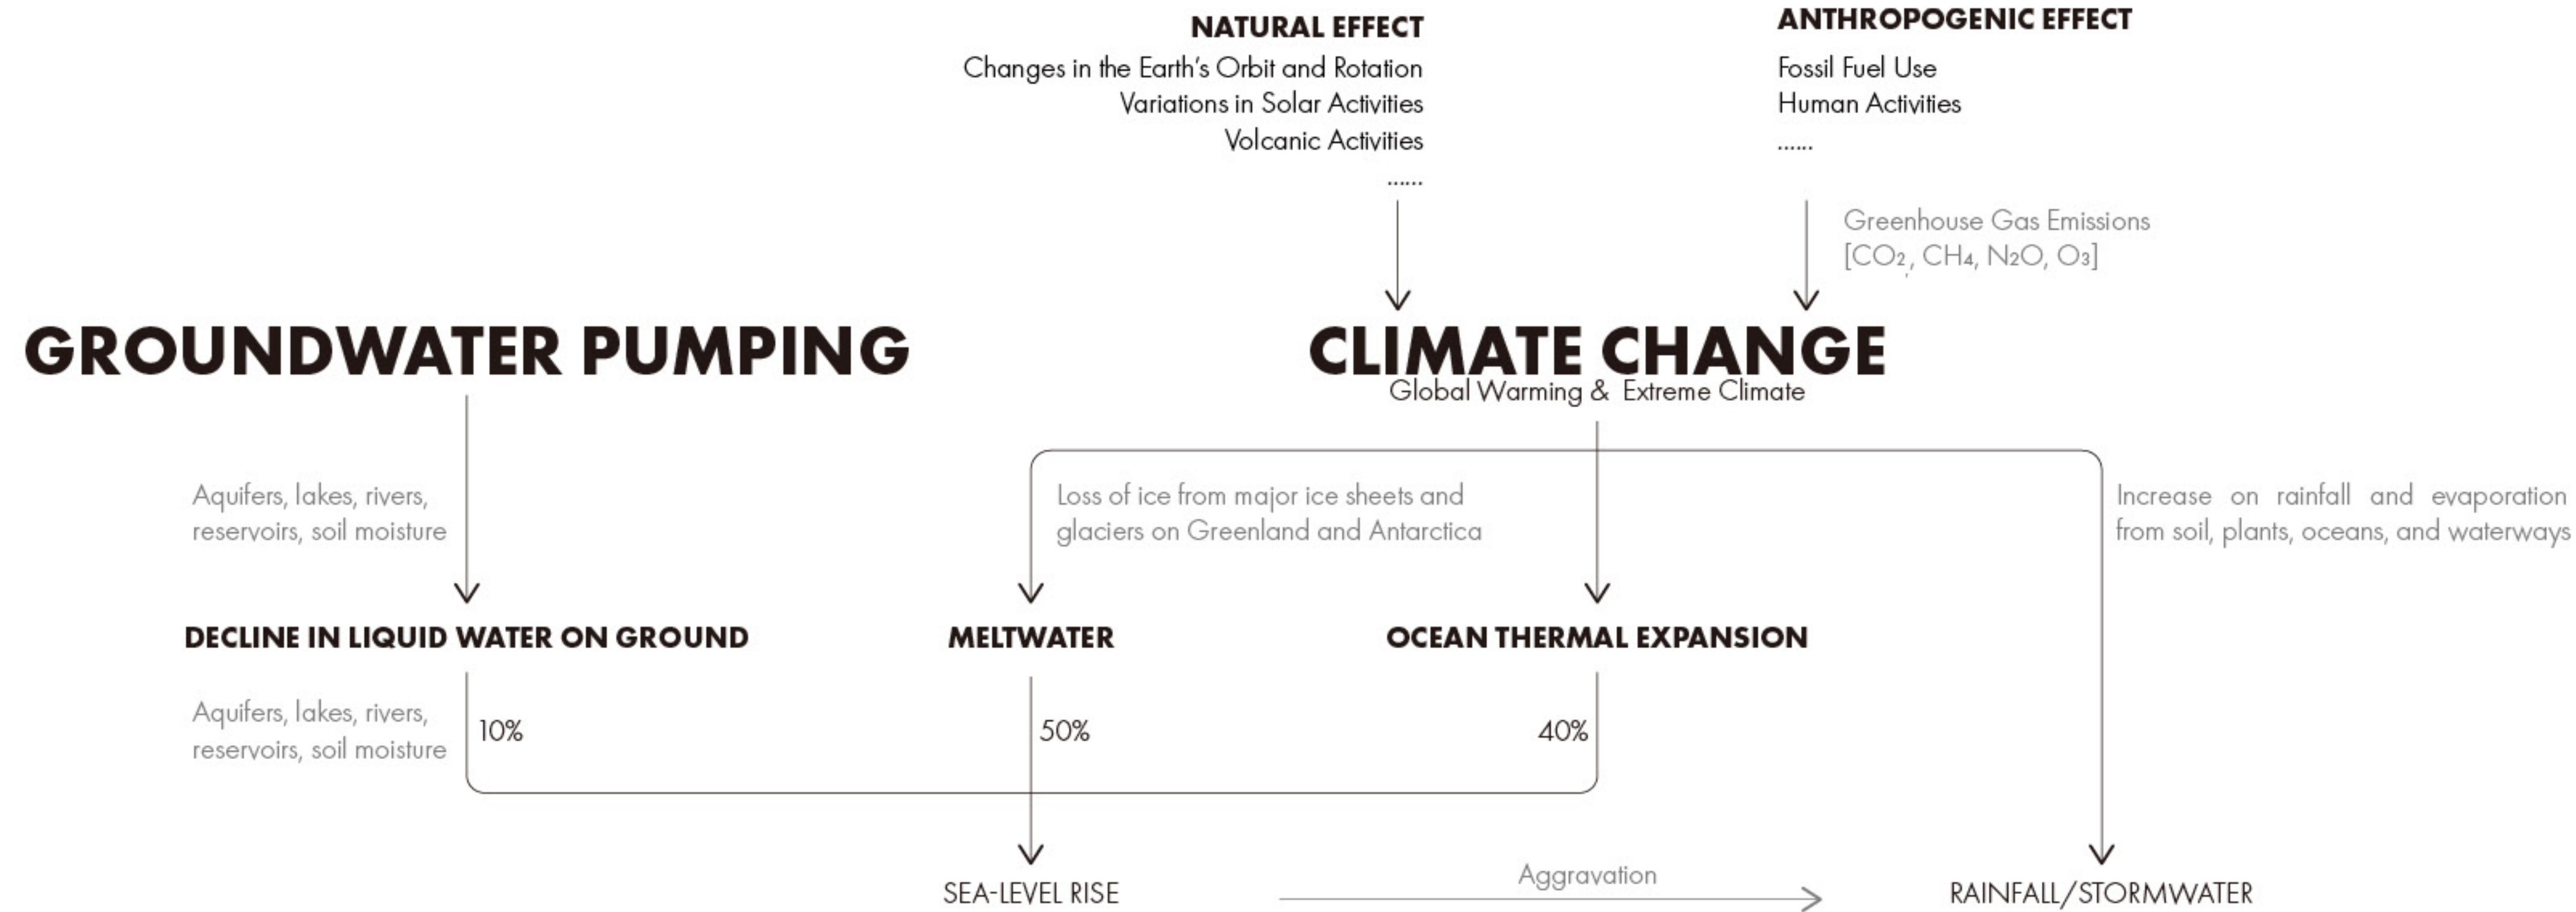 NATURAL EFFECT
Changes in the Earth's Orbit and Rotation
Variations in Solar Activities
Volcanic Activities
......
ANTHROPOGENIC EFFECT
Fossil Fuel Use
Human Activities
......
Greenhouse Gas Emissions
[CO₂, CH₄, N₂O, O₃]
GROUNDWATER PUMPING
CLIMATE CHANGE
Global Warming & Extreme Climate
Aquifers, lakes, rivers,
reservoirs, soil moisture
Loss of ice from major ice sheets and
glaciers on Greenland and Antarctica
Increase on rainfall and evaporation
from soil, plants, oceans, and waterways
DECLINE IN LIQUID WATER ON GROUND
MELTWATER
OCEAN THERMAL EXPANSION
Aquifers, lakes, rivers,
reservoirs, soil moisture
10%
50%
40%
SEA-LEVEL RISE
Aggravation
RAINFALL/STORMWATER